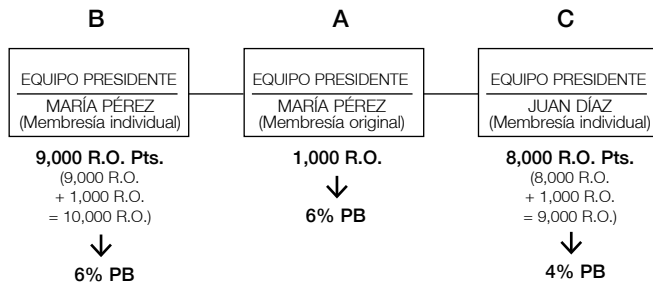 B
EQUIPO PRESIDENTE
MARÍA PÉREZ
(Membresía individual)
9,000 R.O. Pts.
(9,000 R.O.
+ 1,000 R.O.
= 10,000 R.O.)
6% PB
A
EQUIPO PRESIDENTE
MARÍA PÉREZ
(Membresía original)
1,000 R.O.
6% PB
C
EQUIPO PRESIDENTE
JUAN DÍAZ
(Membresía individual)
8,000 R.O. Pts.
(8,000 R.O.
+ 1,000 R.O.
= 9,000 R.O.)
4% PB